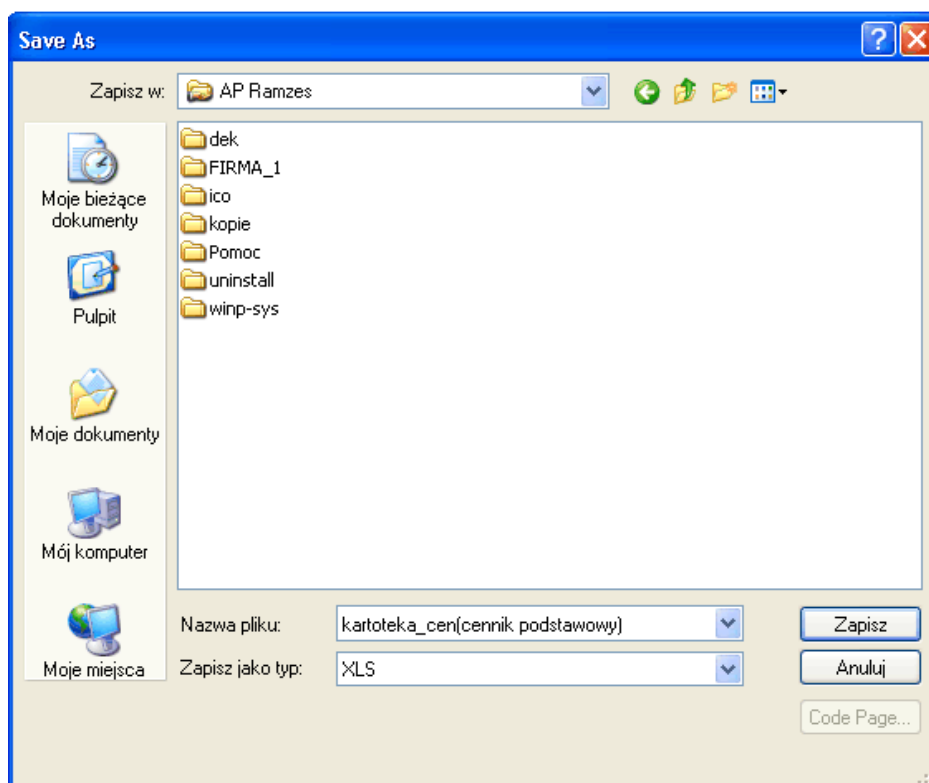 Save As
Zapisz w:
AP Ramzes
Moje bieżące
dokumenty
Pulpit
Moje dokumenty
Mój komputer
Moje miejsca
dek
FIRMA_1
ico
kopie
Pomoc
uninstall
winp-sys
Nazwa pliku:
kartoteka_cen(cennik podstawowy)
Zapisz
Zapisz jako typ:
XLS
Anuluj
Code Page...